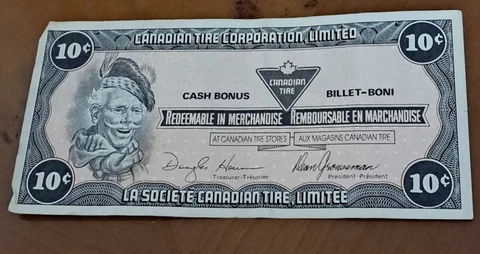 10¢ CANADIAN TIRE CORPORATION, LIMITED 10¢
CASH BONUS CANADIAN TIRE BILLET-BONI
REDEEMABLE IN MERCHANDISE REMBOURSABLE EN MARCHANDISE
AT CANADIAN TIRE STORES AUX MAGASINS CANADIAN TIRE
Treasurer-Trésorier President-Président
10¢ LA SOCIÉTÉ CANADIAN TIRE, LIMITÉE 10¢